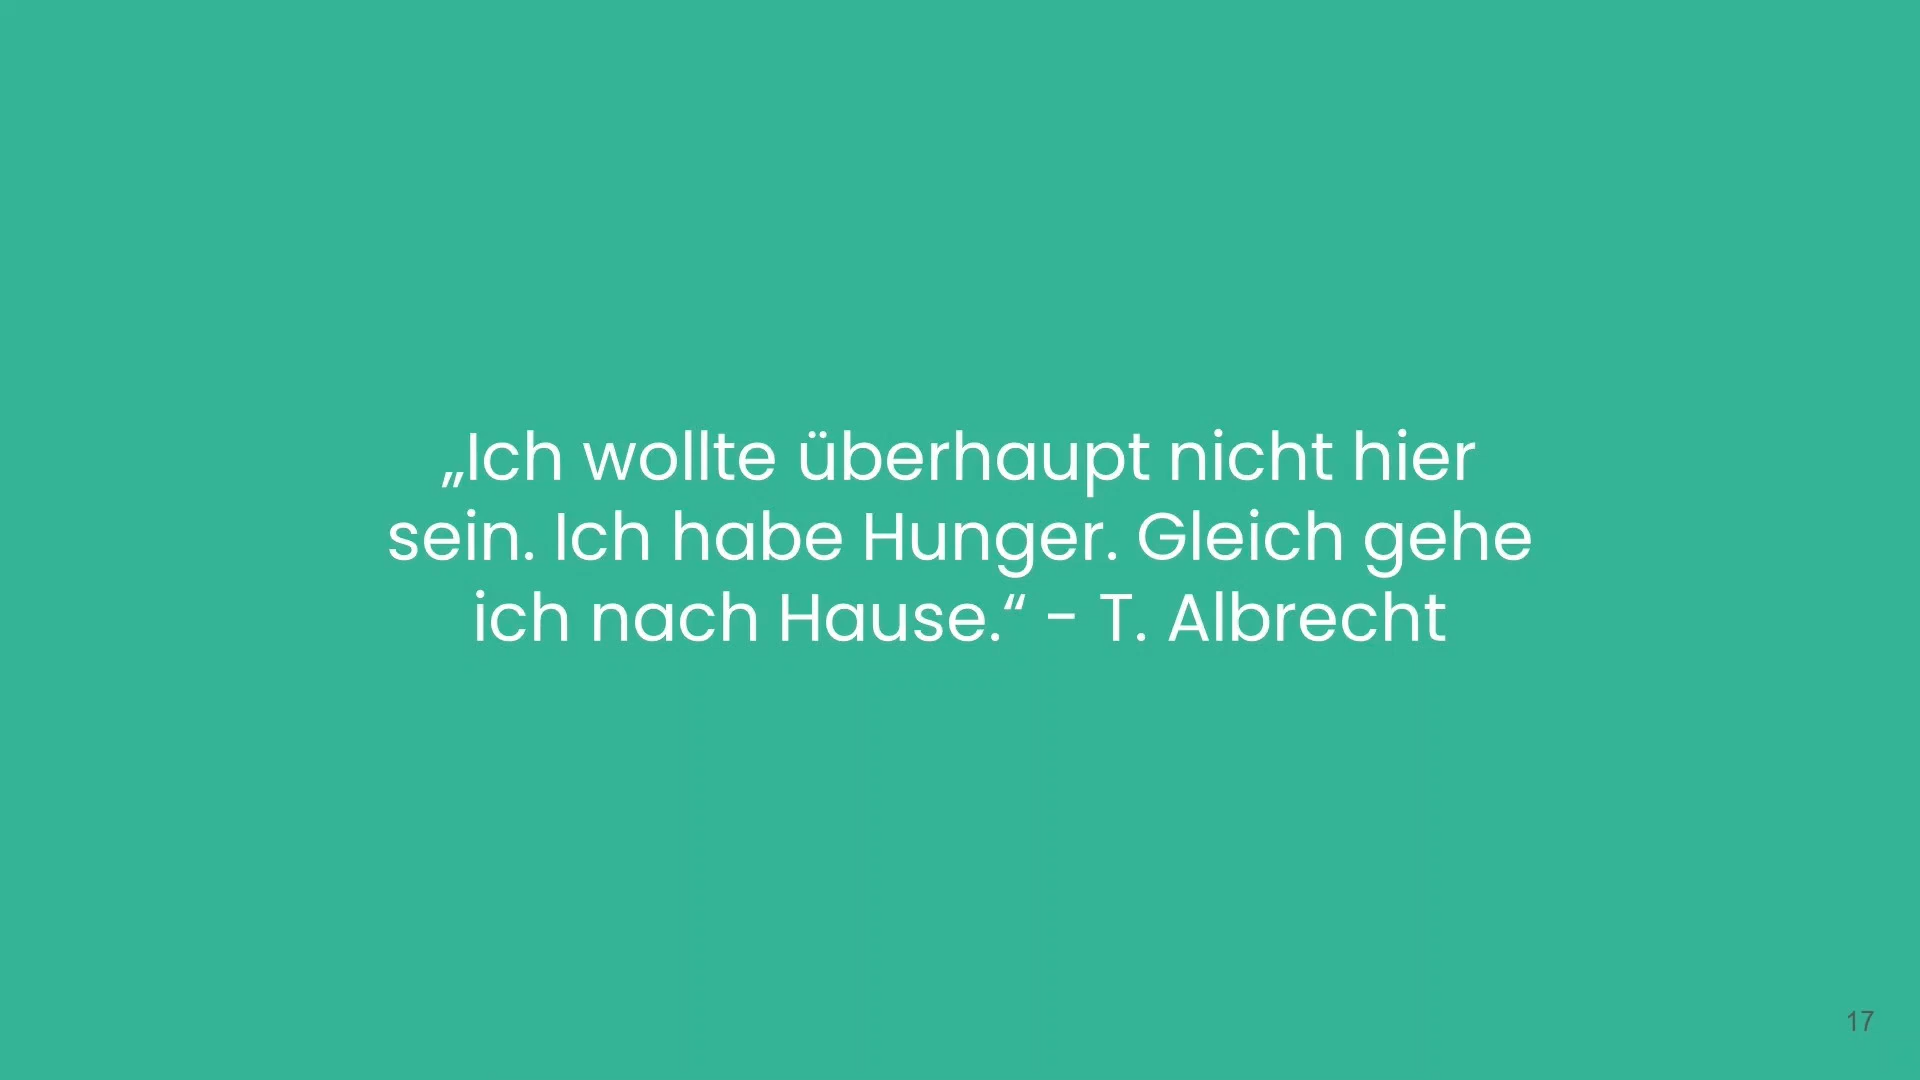 „Ich wollte überhaupt nicht hier
sein. Ich habe Hunger. Gleich gehe
ich nach Hause.“ - T. Albrecht
17